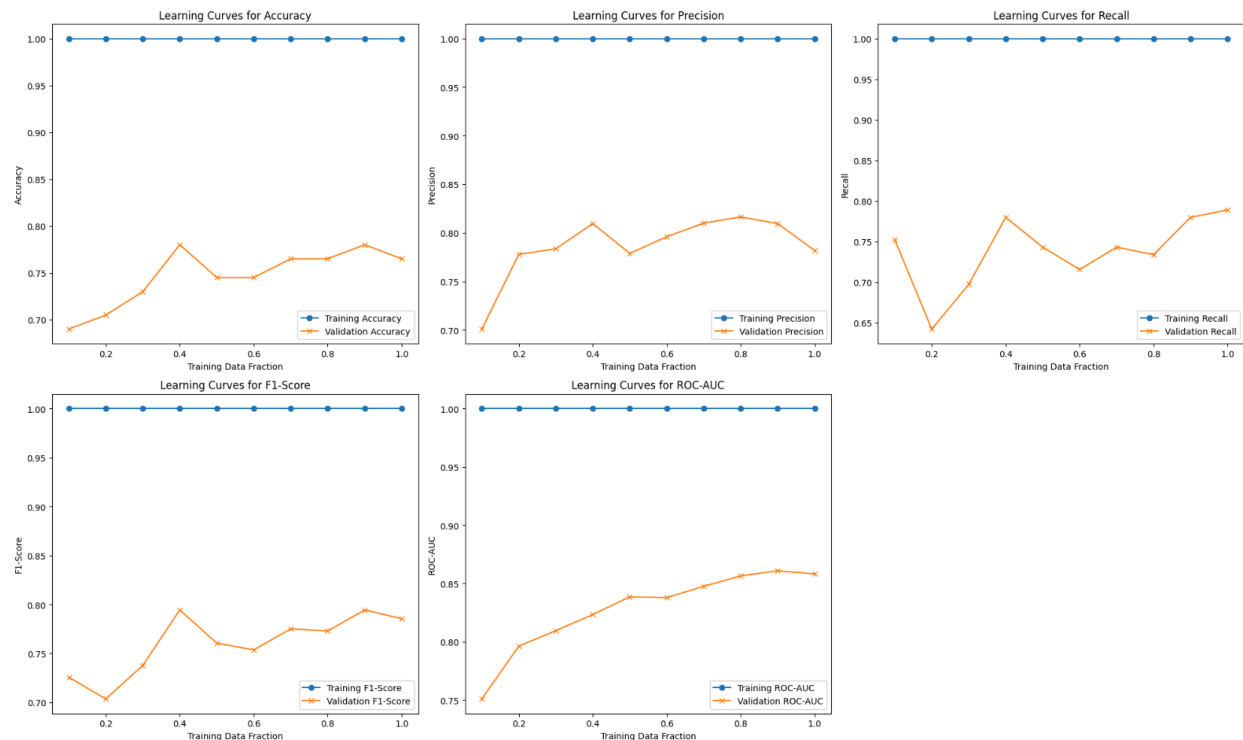 Learning Curves for Accuracy
1.00
0.95
0.90
0.85
0.80
0.75
0.70
Accuracy
Training Accuracy
Validation Accuracy
0.2 0.4 0.6 0.8 1.0
Training Data Fraction
Learning Curves for Precision
1.00
0.95
0.90
0.85
0.80
0.75
0.70
Precision
Training Precision
Validation Precision
0.2 0.4 0.6 0.8 1.0
Training Data Fraction
Learning Curves for Recall
1.00
0.95
0.90
0.85
0.80
0.75
0.70
0.65
Recall
Training Recall
Validation Recall
0.2 0.4 0.6 0.8 1.0
Training Data Fraction
Learning Curves for F1-Score
1.00
0.95
0.90
0.85
0.80
0.75
0.70
F1-Score
Training F1-Score
Validation F1-Score
0.2 0.4 0.6 0.8 1.0
Training Data Fraction
Learning Curves for ROC-AUC
1.00
0.95
0.90
0.85
0.80
0.75
ROC-AUC
Training ROC-AUC
Validation ROC-AUC
0.2 0.4 0.6 0.8 1.0
Training Data Fraction